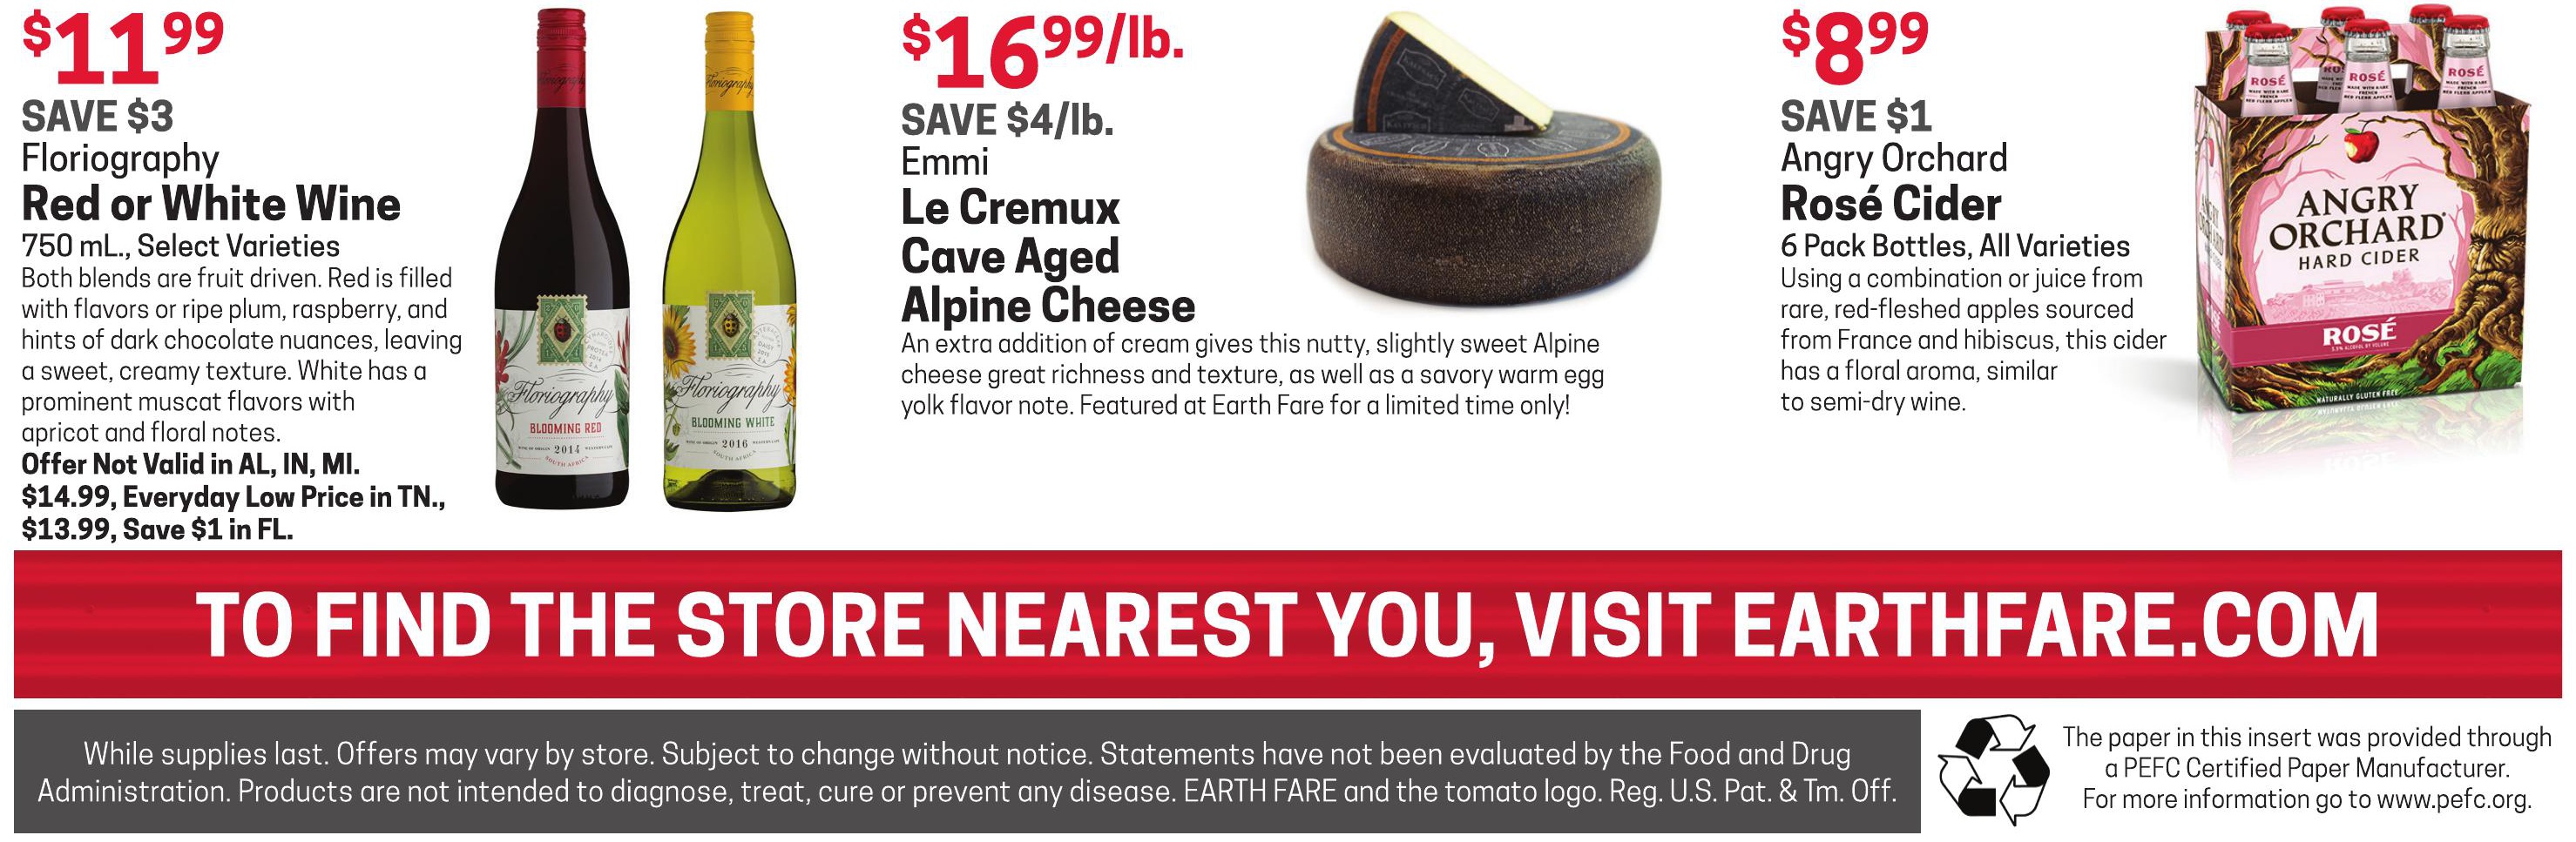 $11.99
SAVE $3
Floriography
Red or White Wine
750 mL., Select Varieties
Both blends are fruit driven. Red is filled
with flavors or ripe plum, raspberry, and
hints of dark chocolate nuances, leaving
a sweet, creamy texture. White has a
prominent muscat flavors with
apricot and floral notes.
Offer Not Valid in AL, IN, MI.
$14.99, Everyday Low Price in TN.,
$13.99, Save $1 in FL.
Floriography
BLOOMING RED
2014
SOUTH AFRICA
Floriography
BLOOMING WHITE
2016
SOUTH AFRICA
$16.99/lb.
SAVE $4/lb.
Emmi
Le Cremux
Cave Aged
Alpine Cheese
An extra addition of cream gives this nutty, slightly sweet Alpine
cheese great richness and texture, as well as a savory warm egg
yolk flavor note. Featured at Earth Fare for a limited time only!
$8.99
SAVE $1
Angry Orchard
Rosé Cider
6 Pack Bottles, All Varieties
Using a combination or juice from
rare, red-fleshed apples sourced
from France and hibiscus, this cider
has a floral aroma, similar
to semi-dry wine.
ROSÉ
ROSÉ
ROSÉ
ANGRY
ORCHARD
HARD CIDER
ROSÉ
NATURALLY GLUTEN FREE
TO FIND THE STORE NEAREST YOU, VISIT EARTHFARE.COM
While supplies last. Offers may vary by store. Subject to change without notice. Statements have not been evaluated by the Food and Drug
Administration. Products are not intended to diagnose, treat, cure or prevent any disease. EARTH FARE and the tomato logo. Reg. U.S. Pat. & Tm. Off.
The paper in this insert was provided through
a PEFC Certified Paper Manufacturer.
For more information go to www.pefc.org.